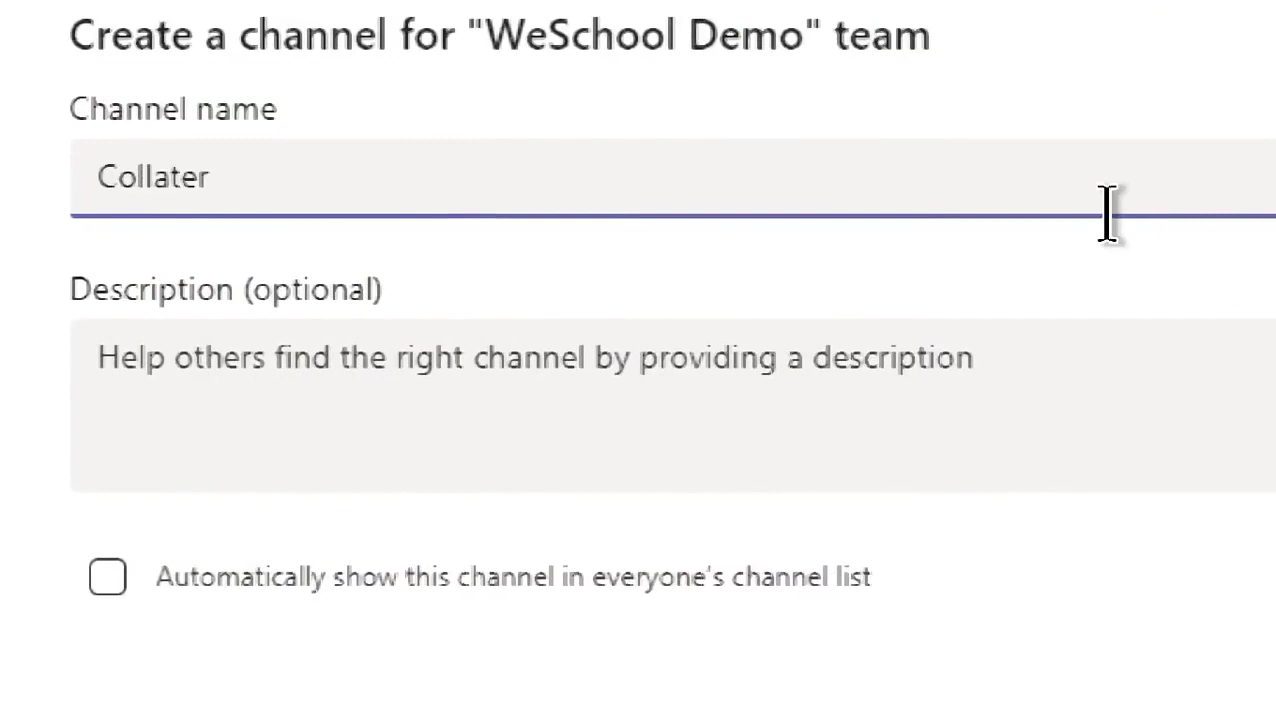 Create a channel for "WeSchool Demo" team
Channel name
Collater
Description (optional)
Help others find the right channel by providing a description
Automatically show this channel in everyone's channel list